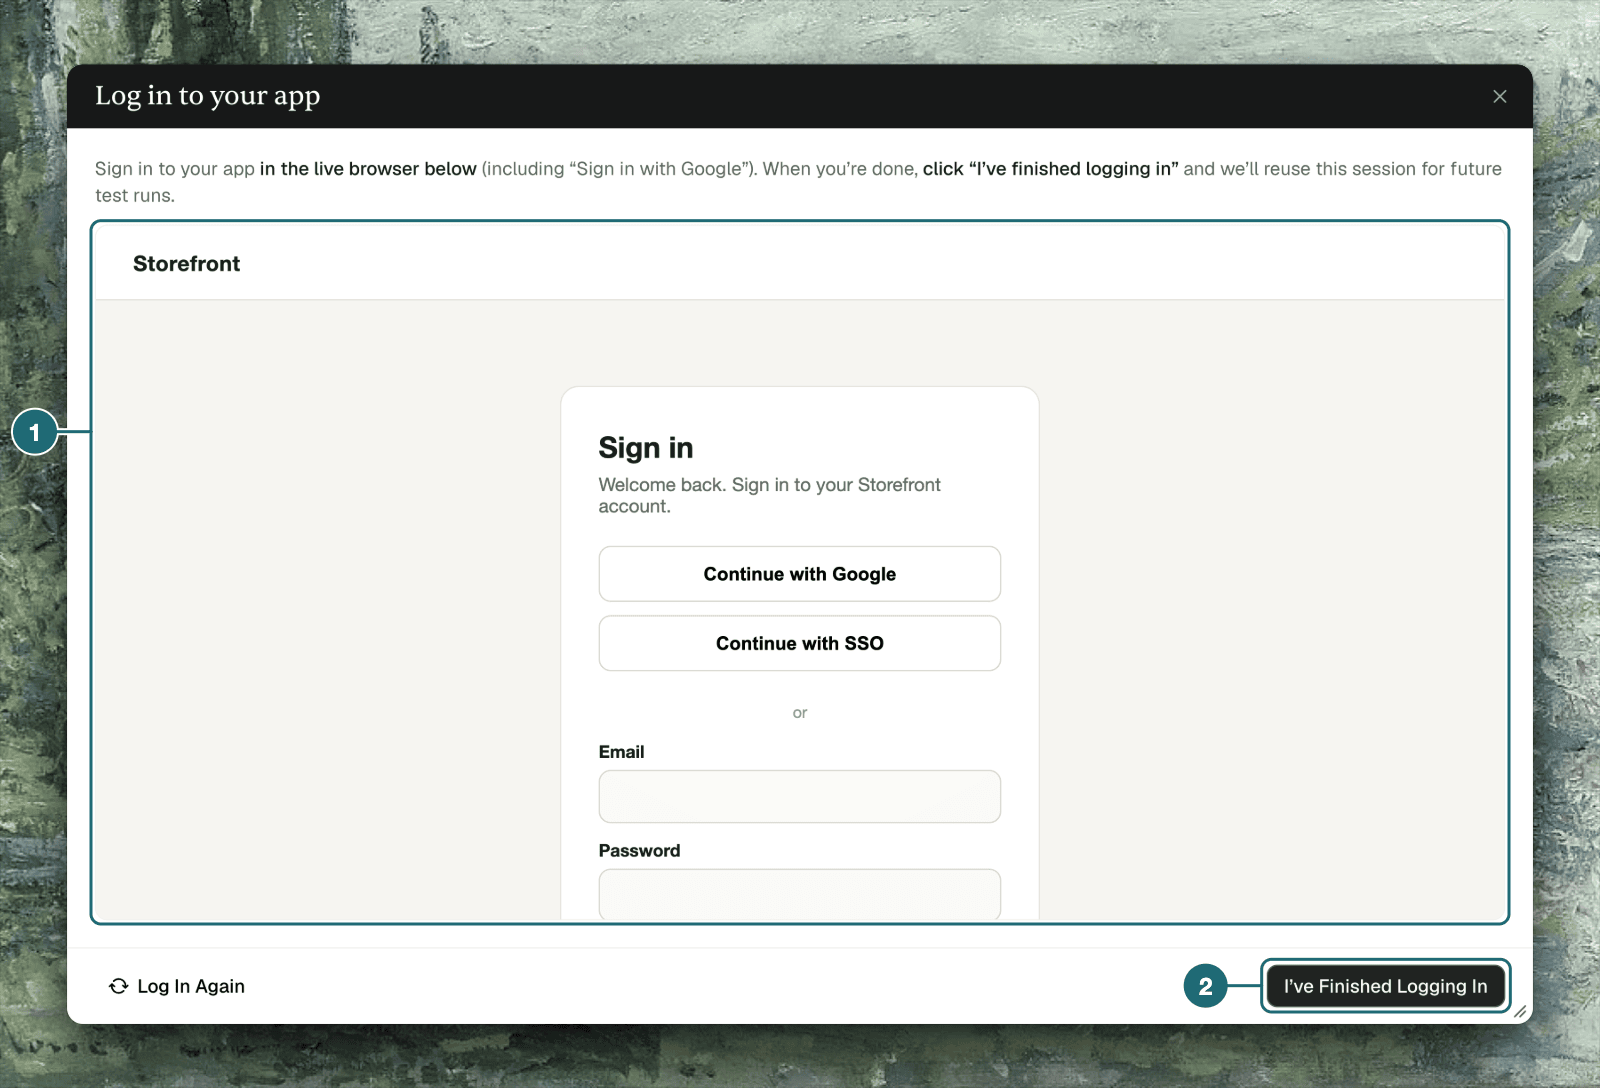 Log in to your app
Sign in to your app in the live browser below (including “Sign in with Google”). When you’re done, click “I’ve finished logging in” and we’ll reuse this session for future
test runs.
Storefront
1
Sign in
Welcome back. Sign in to your Storefront
account.
Continue with Google
Continue with SSO
or
Email
Password
Log In Again
2
I’ve Finished Logging In